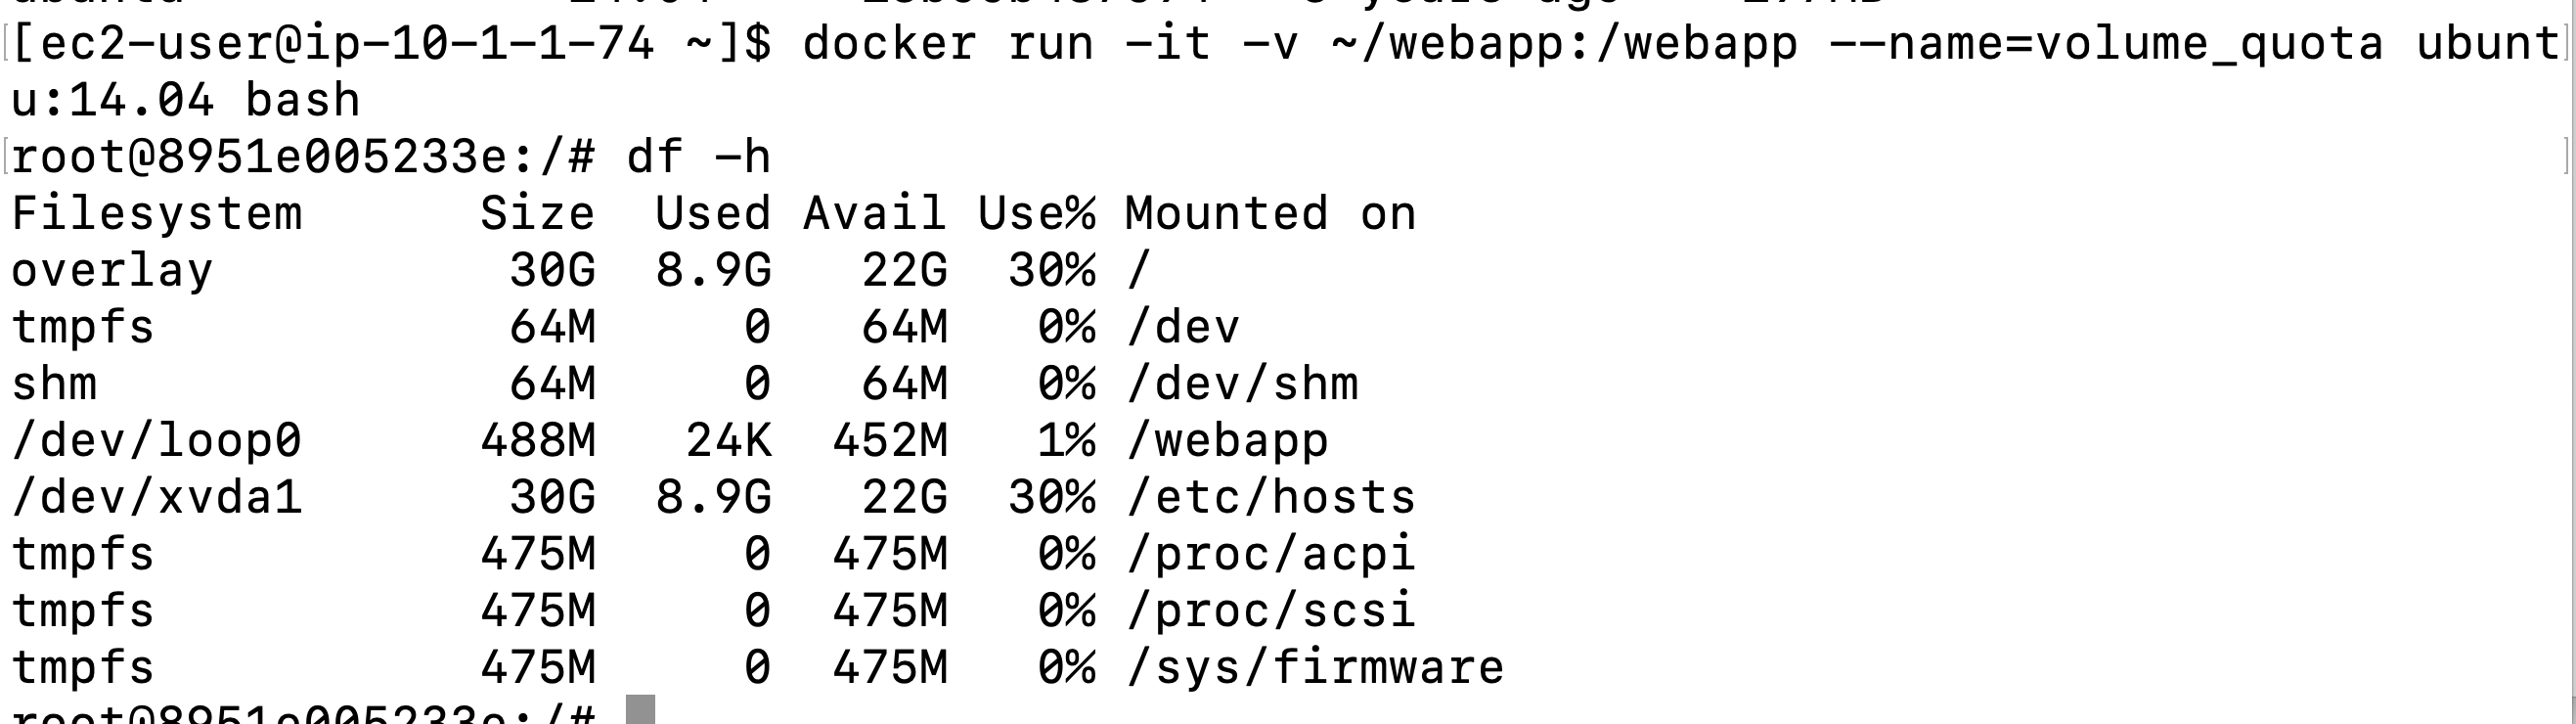 [ec2-user@ip-10-1-1-74 ~]$ docker run -it -v ~/webapp:/webapp --name=volume_quota ubunt
u:14.04 bash
root@8951e005233e:/# df -h
Filesystem      Size  Used Avail Use% Mounted on
overlay          30G  8.9G   22G  30% /
tmpfs            64M     0   64M   0% /dev
shm              64M     0   64M   0% /dev/shm
/dev/loop0      488M   24K  452M   1% /webapp
/dev/xvda1       30G  8.9G   22G  30% /etc/hosts
tmpfs           475M     0  475M   0% /proc/acpi
tmpfs           475M     0  475M   0% /proc/scsi
tmpfs           475M     0  475M   0% /sys/firmware
root@8951e005233e:/#